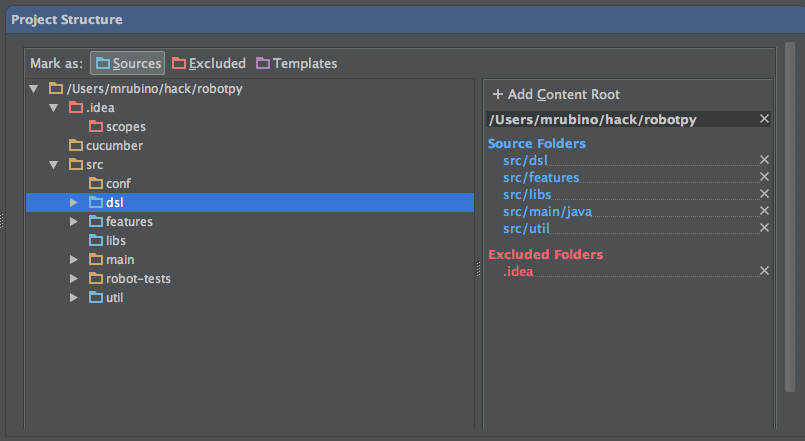 Project Structure
Mark as: Sources Excluded Templates
/Users/mrubino/hack/robotpy
.idea
scopes
cucumber
src
conf
dsl
features
libs
main
robot-tests
util
+ Add Content Root
/Users/mrubino/hack/robotpy
Source Folders
src/dsl
src/features
src/libs
src/main/java
src/util
Excluded Folders
.idea